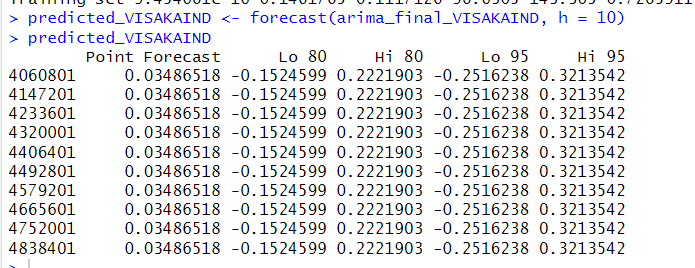 > predicted_VISAKAIND <- forecast(arima_final_VISAKAIND, h = 10)
> predicted_VISAKAIND
        Point Forecast      Lo 80     Hi 80      Lo 95     Hi 95
4060801     0.03486518 -0.1524599 0.2221903 -0.2516238 0.3213542
4147201     0.03486518 -0.1524599 0.2221903 -0.2516238 0.3213542
4233601     0.03486518 -0.1524599 0.2221903 -0.2516238 0.3213542
4320001     0.03486518 -0.1524599 0.2221903 -0.2516238 0.3213542
4406401     0.03486518 -0.1524599 0.2221903 -0.2516238 0.3213542
4492801     0.03486518 -0.1524599 0.2221903 -0.2516238 0.3213542
4579201     0.03486518 -0.1524599 0.2221903 -0.2516238 0.3213542
4665601     0.03486518 -0.1524599 0.2221903 -0.2516238 0.3213542
4752001     0.03486518 -0.1524599 0.2221903 -0.2516238 0.3213542
4838401     0.03486518 -0.1524599 0.2221903 -0.2516238 0.3213542
>